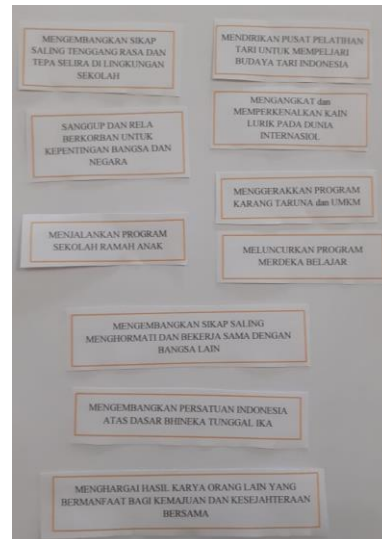 MENGEMBANGKAN SIKAP
SALING TENGGANG RASA DAN
TEPA SELIRA DI LINGKUNGAN
SEKOLAH
MENDIRIKAN PUSAT PELATIHAN
TARI UNTUK MEMPELJARI
BUDAYA TARI INDONESIA
SANGGUP DAN RELA
BERKORBAN UNTUK
KEPENTINGAN BANGSA DAN
NEGARA
MENGANGKAT dan
MEMPERKENALKAN KAIN
LURIK PADA DUNIA
INTERNASIOL
MENGGERAKKAN PROGRAM
KARANG TARUNA dan UMKM
MENJALANKAN PROGRAM
SEKOLAH RAMAH ANAK
MELUNCURKAN PROGRAM
MERDEKA BELAJAR
MENGEMBANGKAN SIKAP SALING
MENGHORMATI DAN BEKERJA SAMA DENGAN
BANGSA LAIN
MENGEMBANGKAN PERSATUAN INDONESIA
ATAS DASAR BHINEKA TUNGGAL IKA
MENGHARGAI HASIL KARYA ORANG LAIN YANG
BERMANFAAT BAGI KEMAJUAN DAN KESEJAHTERAAN
BERSAMA